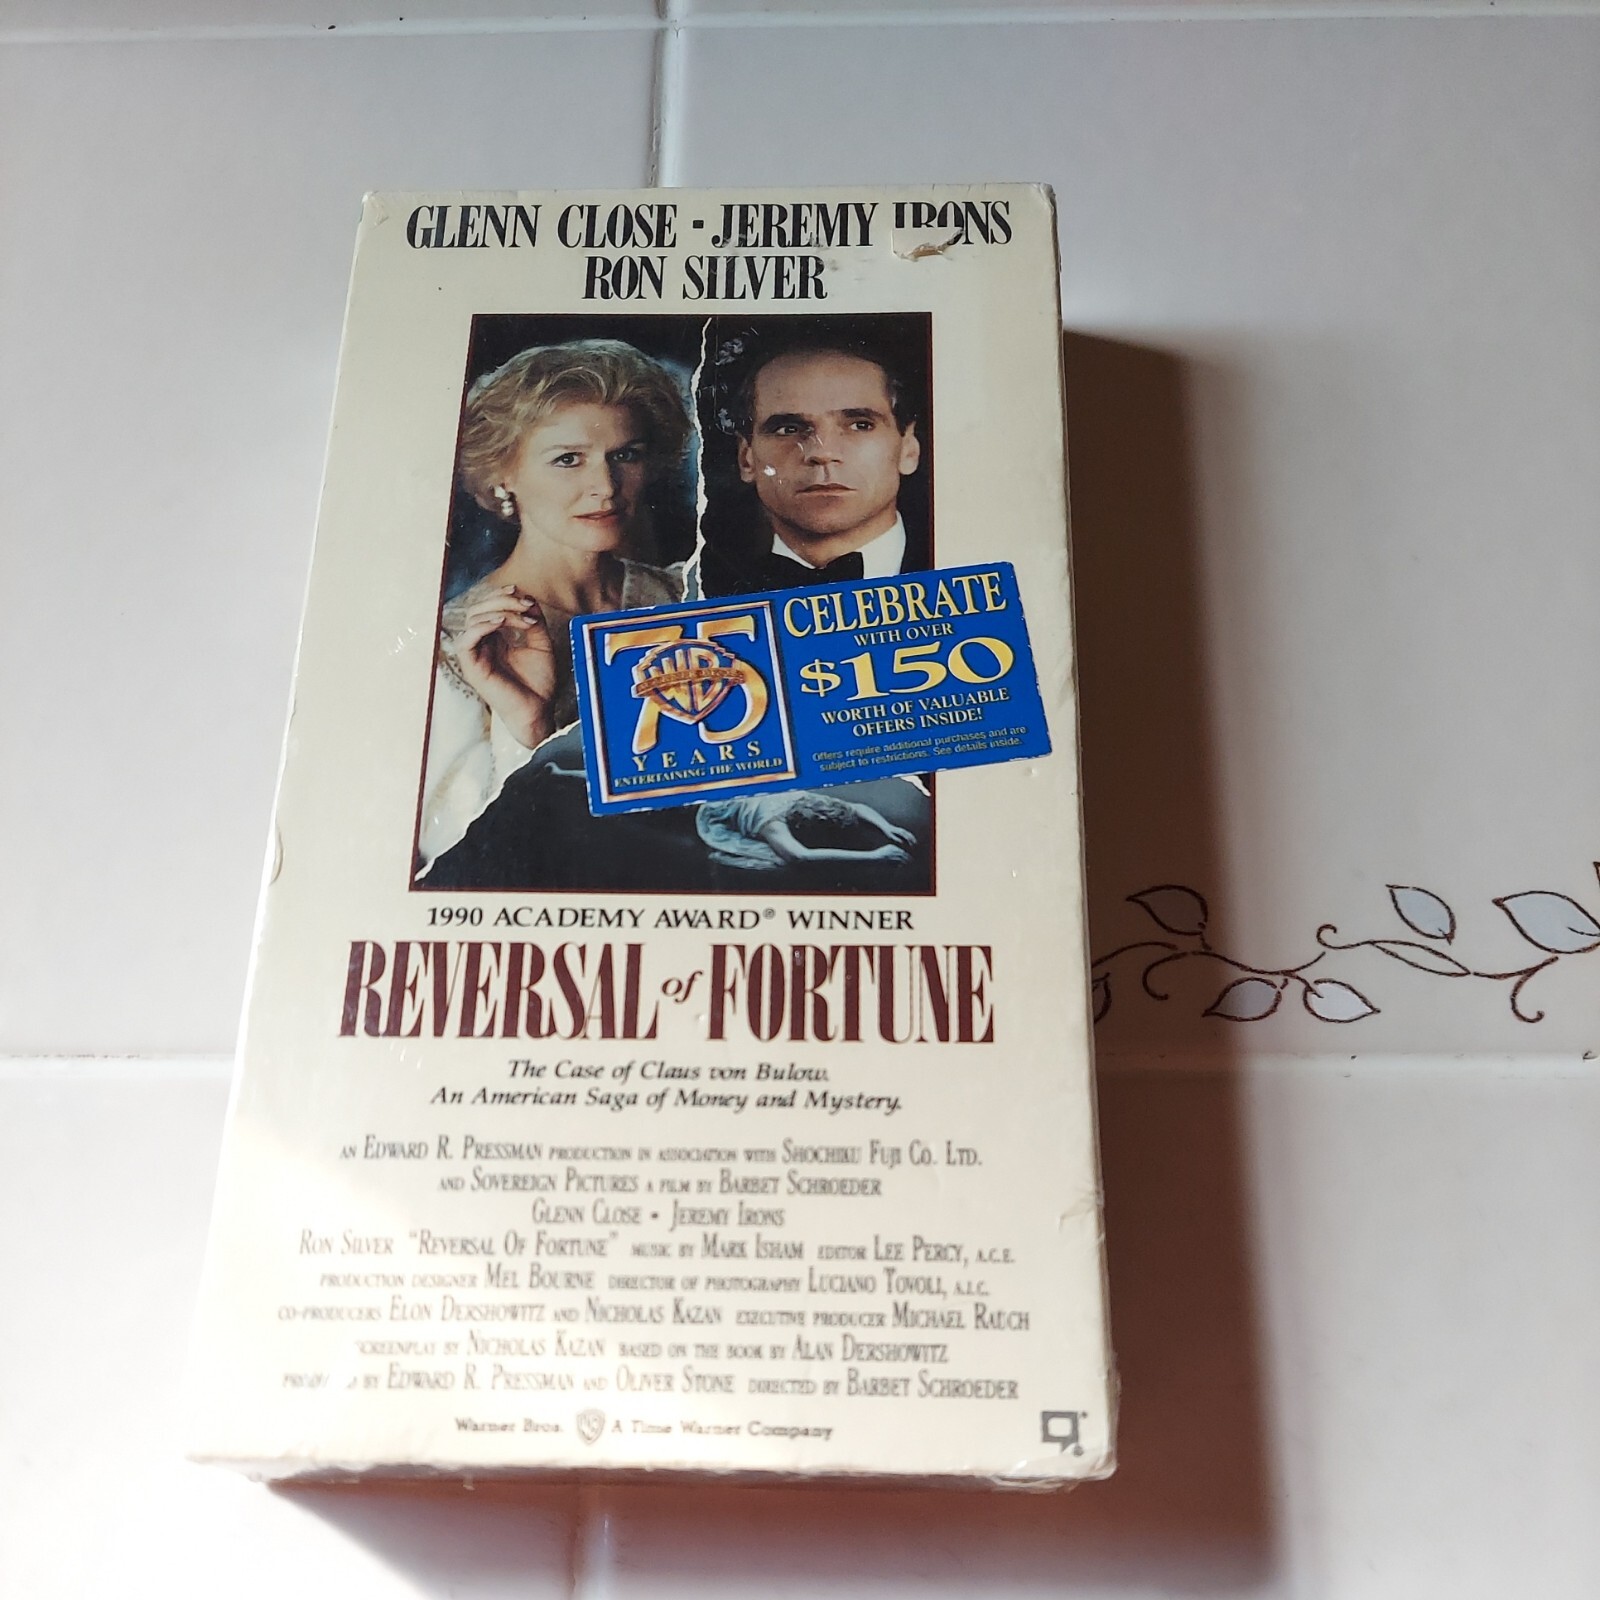 GLENN CLOSE - JEREMY IRONS
RON SILVER
75
WB
YEARS
ENTERTAINING THE WORLD
CELEBRATE
WITH OVER
$150
WORTH OF VALUABLE
OFFERS INSIDE!
Offers require additional purchases and are
subject to restrictions. See details inside.
1990 ACADEMY AWARD® WINNER
REVERSAL of FORTUNE
The Case of Claus von Bulow.
An American Saga of Money and Mystery.
AN EDWARD R. PRESSMAN PRODUCTION IN ASSOCIATION WITH SHOCHIKU FUJI CO. LTD.
AND SOVEREIGN PICTURES A FILM BY BARBET SCHROEDER
GLENN CLOSE • JEREMY IRONS
RON SILVER "REVERSAL OF FORTUNE" MUSIC BY MARK ISHAM EDITOR LEE PERCY, A.C.E.
PRODUCTION DESIGNER MEL BOURNE DIRECTOR OF PHOTOGRAPHY LUCIANO TOVOLI, A.I.C.
CO-PRODUCERS ELON DERSHOWITZ AND NICHOLAS KAZAN EXECUTIVE PRODUCER MICHAEL RAUCH
SCREENPLAY BY NICHOLAS KAZAN BASED ON THE BOOK BY ALAN DERSHOWITZ
BY EDWARD R. PRESSMAN AND OLIVER STONE DIRECTED BY BARBET SCHROEDER
Warner Bros. A Time Warner Company